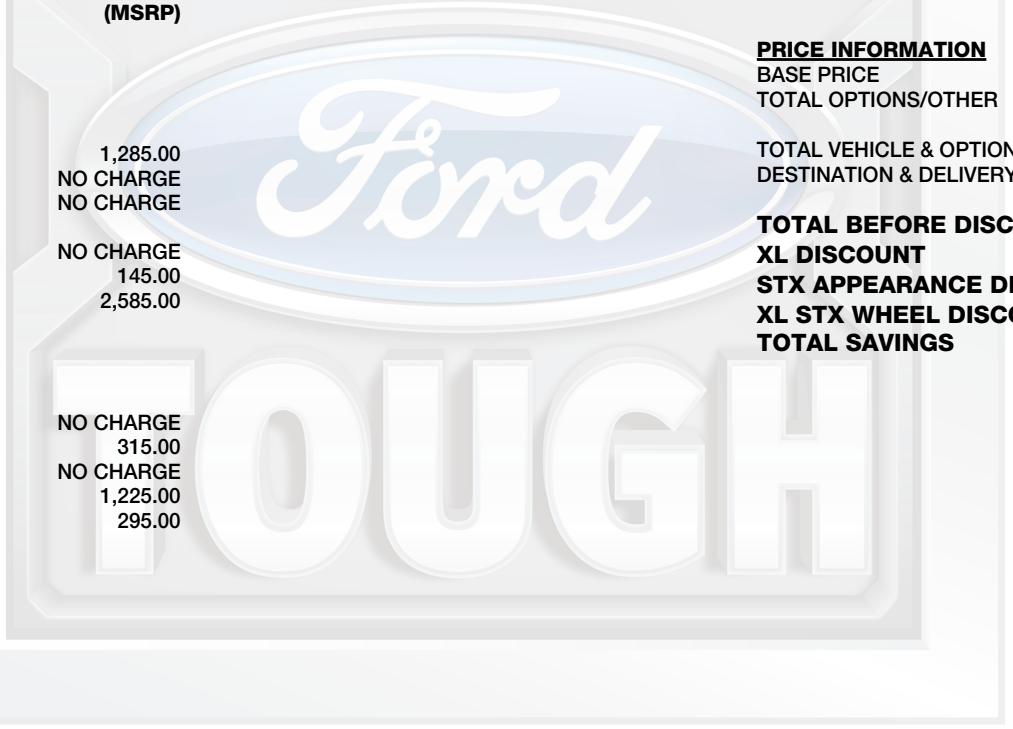 (MSRP)
1,285.00
NO CHARGE
NO CHARGE
NO CHARGE
145.00
2,585.00
NO CHARGE
315.00
NO CHARGE
1,225.00
295.00
PRICE INFORMATION
BASE PRICE
TOTAL OPTIONS/OTHER
TOTAL VEHICLE & OPTION
DESTINATION & DELIVERY
TOTAL BEFORE DISC
XL DISCOUNT
STX APPEARANCE DI
XL STX WHEEL DISCO
TOTAL SAVINGS
Ford
TOUGH